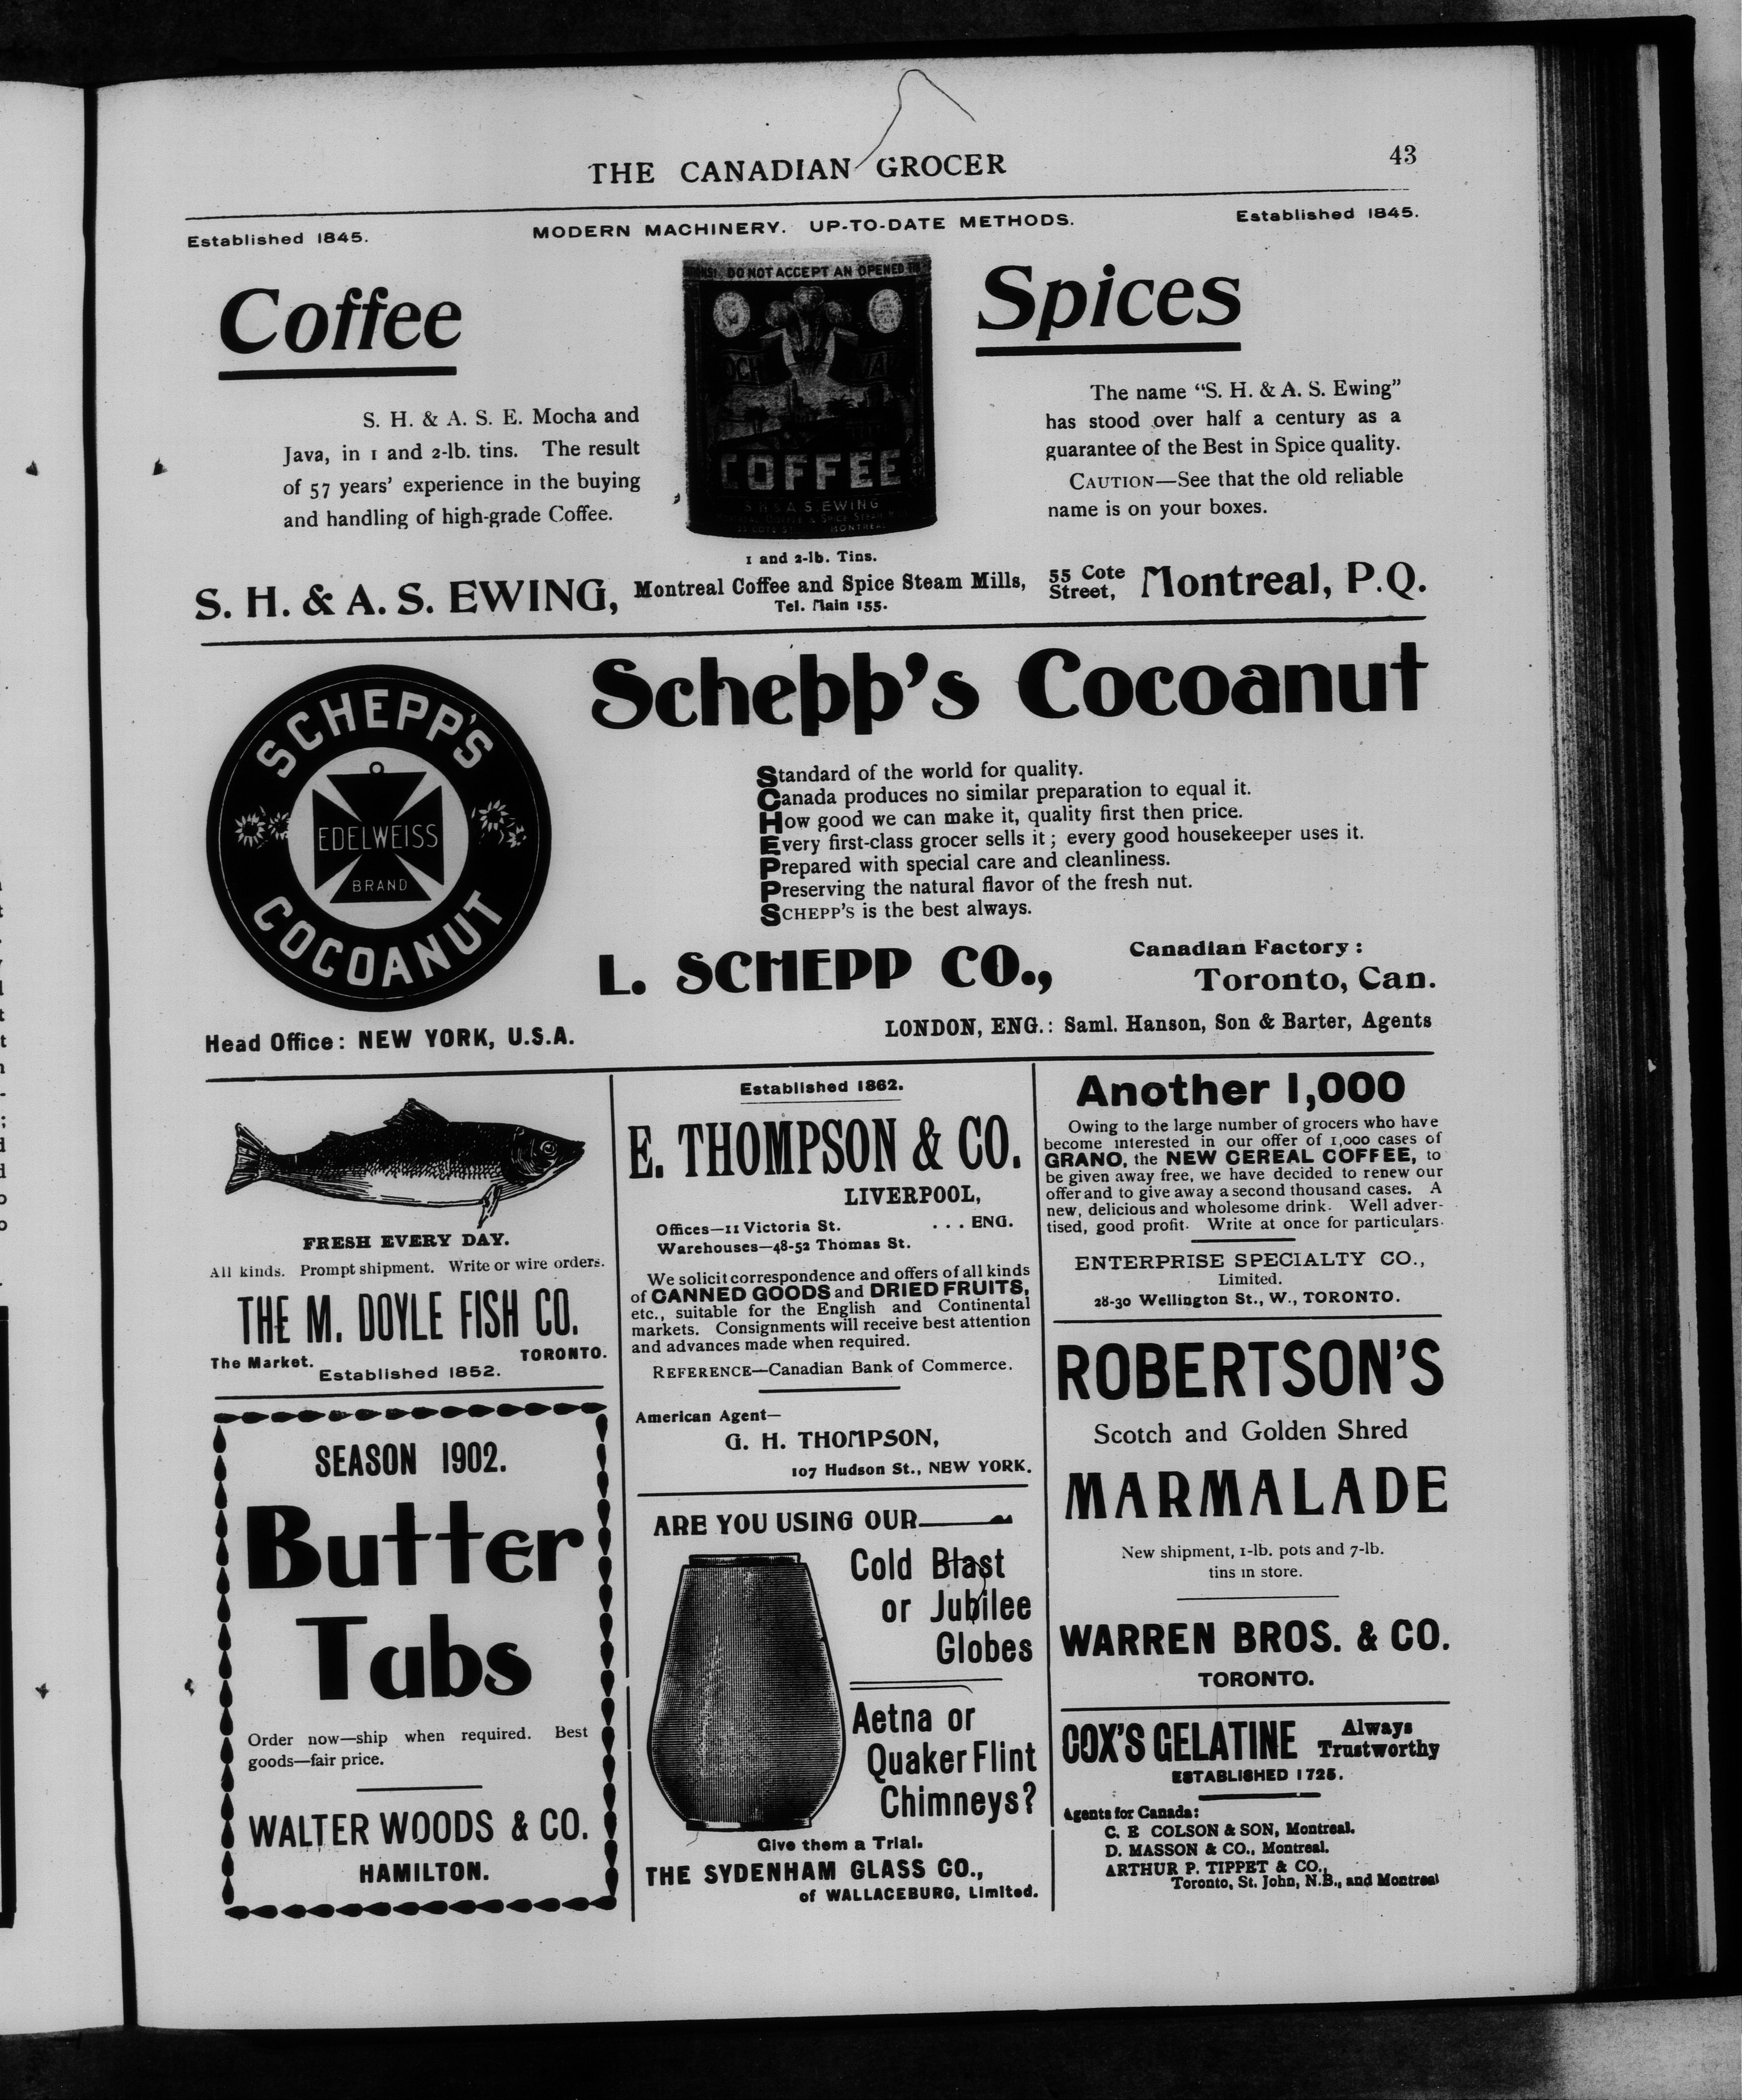 THE CANADIAN GROCER
43
Established 1845.
MODERN MACHINERY. UP-TO-DATE METHODS.
Established 1845.
Coffee
S. H. & A. S. E. Mocha and
Java, in 1 and 2-lb. tins. The result
of 57 years' experience in the buying
and handling of high-grade Coffee.
DO NOT ACCEPT AN OPENED
COFFEE
S.H & A.S. EWING
MONTREAL
1 and 2-lb. Tins.
Spices
The name "S. H. & A. S. Ewing"
has stood over half a century as a
guarantee of the Best in Spice quality.
CAUTION—See that the old reliable
name is on your boxes.
S. H. & A. S. EWING, Montreal Coffee and Spice Steam Mills, 55 Cote Street, Montreal, P.Q.
Tel. Main 155.
SCHEPP'S
EDELWEISS
BRAND
COCOANUT
Schepp's Cocoanut
Standard of the world for quality.
Canada produces no similar preparation to equal it.
How good we can make it, quality first then price.
Every first-class grocer sells it; every good housekeeper uses it.
Prepared with special care and cleanliness.
Preserving the natural flavor of the fresh nut.
SCHEPP'S is the best always.
L. SCHEPP CO.,
Canadian Factory:
Toronto, Can.
Head Office: NEW YORK, U.S.A.
LONDON, ENG.: Saml. Hanson, Son & Barter, Agents
FRESH EVERY DAY.
All kinds. Prompt shipment. Write or wire orders.
THE M. DOYLE FISH CO.
The Market. TORONTO.
Established 1852.
SEASON 1902.
Butter
Tubs
Order now—ship when required. Best
goods—fair price.
WALTER WOODS & CO.
HAMILTON.
Established 1862.
E. THOMPSON & CO.
LIVERPOOL,
Offices—11 Victoria St. . . . ENG.
Warehouses—48-52 Thomas St.
We solicit correspondence and offers of all kinds
of CANNED GOODS and DRIED FRUITS,
etc., suitable for the English and Continental
markets. Consignments will receive best attention
and advances made when required.
REFERENCE—Canadian Bank of Commerce.
American Agent—
G. H. THOMPSON,
107 Hudson St., NEW YORK.
ARE YOU USING OUR
Cold Blast
or Jubilee
Globes
Aetna or
Quaker Flint
Chimneys?
Give them a Trial.
THE SYDENHAM GLASS CO.,
of WALLACEBURG, Limited.
Another 1,000
Owing to the large number of grocers who have
become interested in our offer of 1,000 cases of
GRANO, the NEW CEREAL COFFEE, to
be given away free, we have decided to renew our
offer and to give away a second thousand cases. A
new, delicious and wholesome drink. Well adver-
tised, good profit. Write at once for particulars.
ENTERPRISE SPECIALTY CO.,
Limited.
28-30 Wellington St., W., TORONTO.
ROBERTSON'S
Scotch and Golden Shred
MARMALADE
New shipment, 1-lb. pots and 7-lb.
tins in store.
WARREN BROS. & CO.
TORONTO.
COX'S GELATINE
Always
Trustworthy
ESTABLISHED 1725.
Agents for Canada:
C. E COLSON & SON, Montreal.
D. MASSON & CO., Montreal.
ARTHUR P. TIPPET & CO.,
Toronto, St. John, N.B., and Montreal